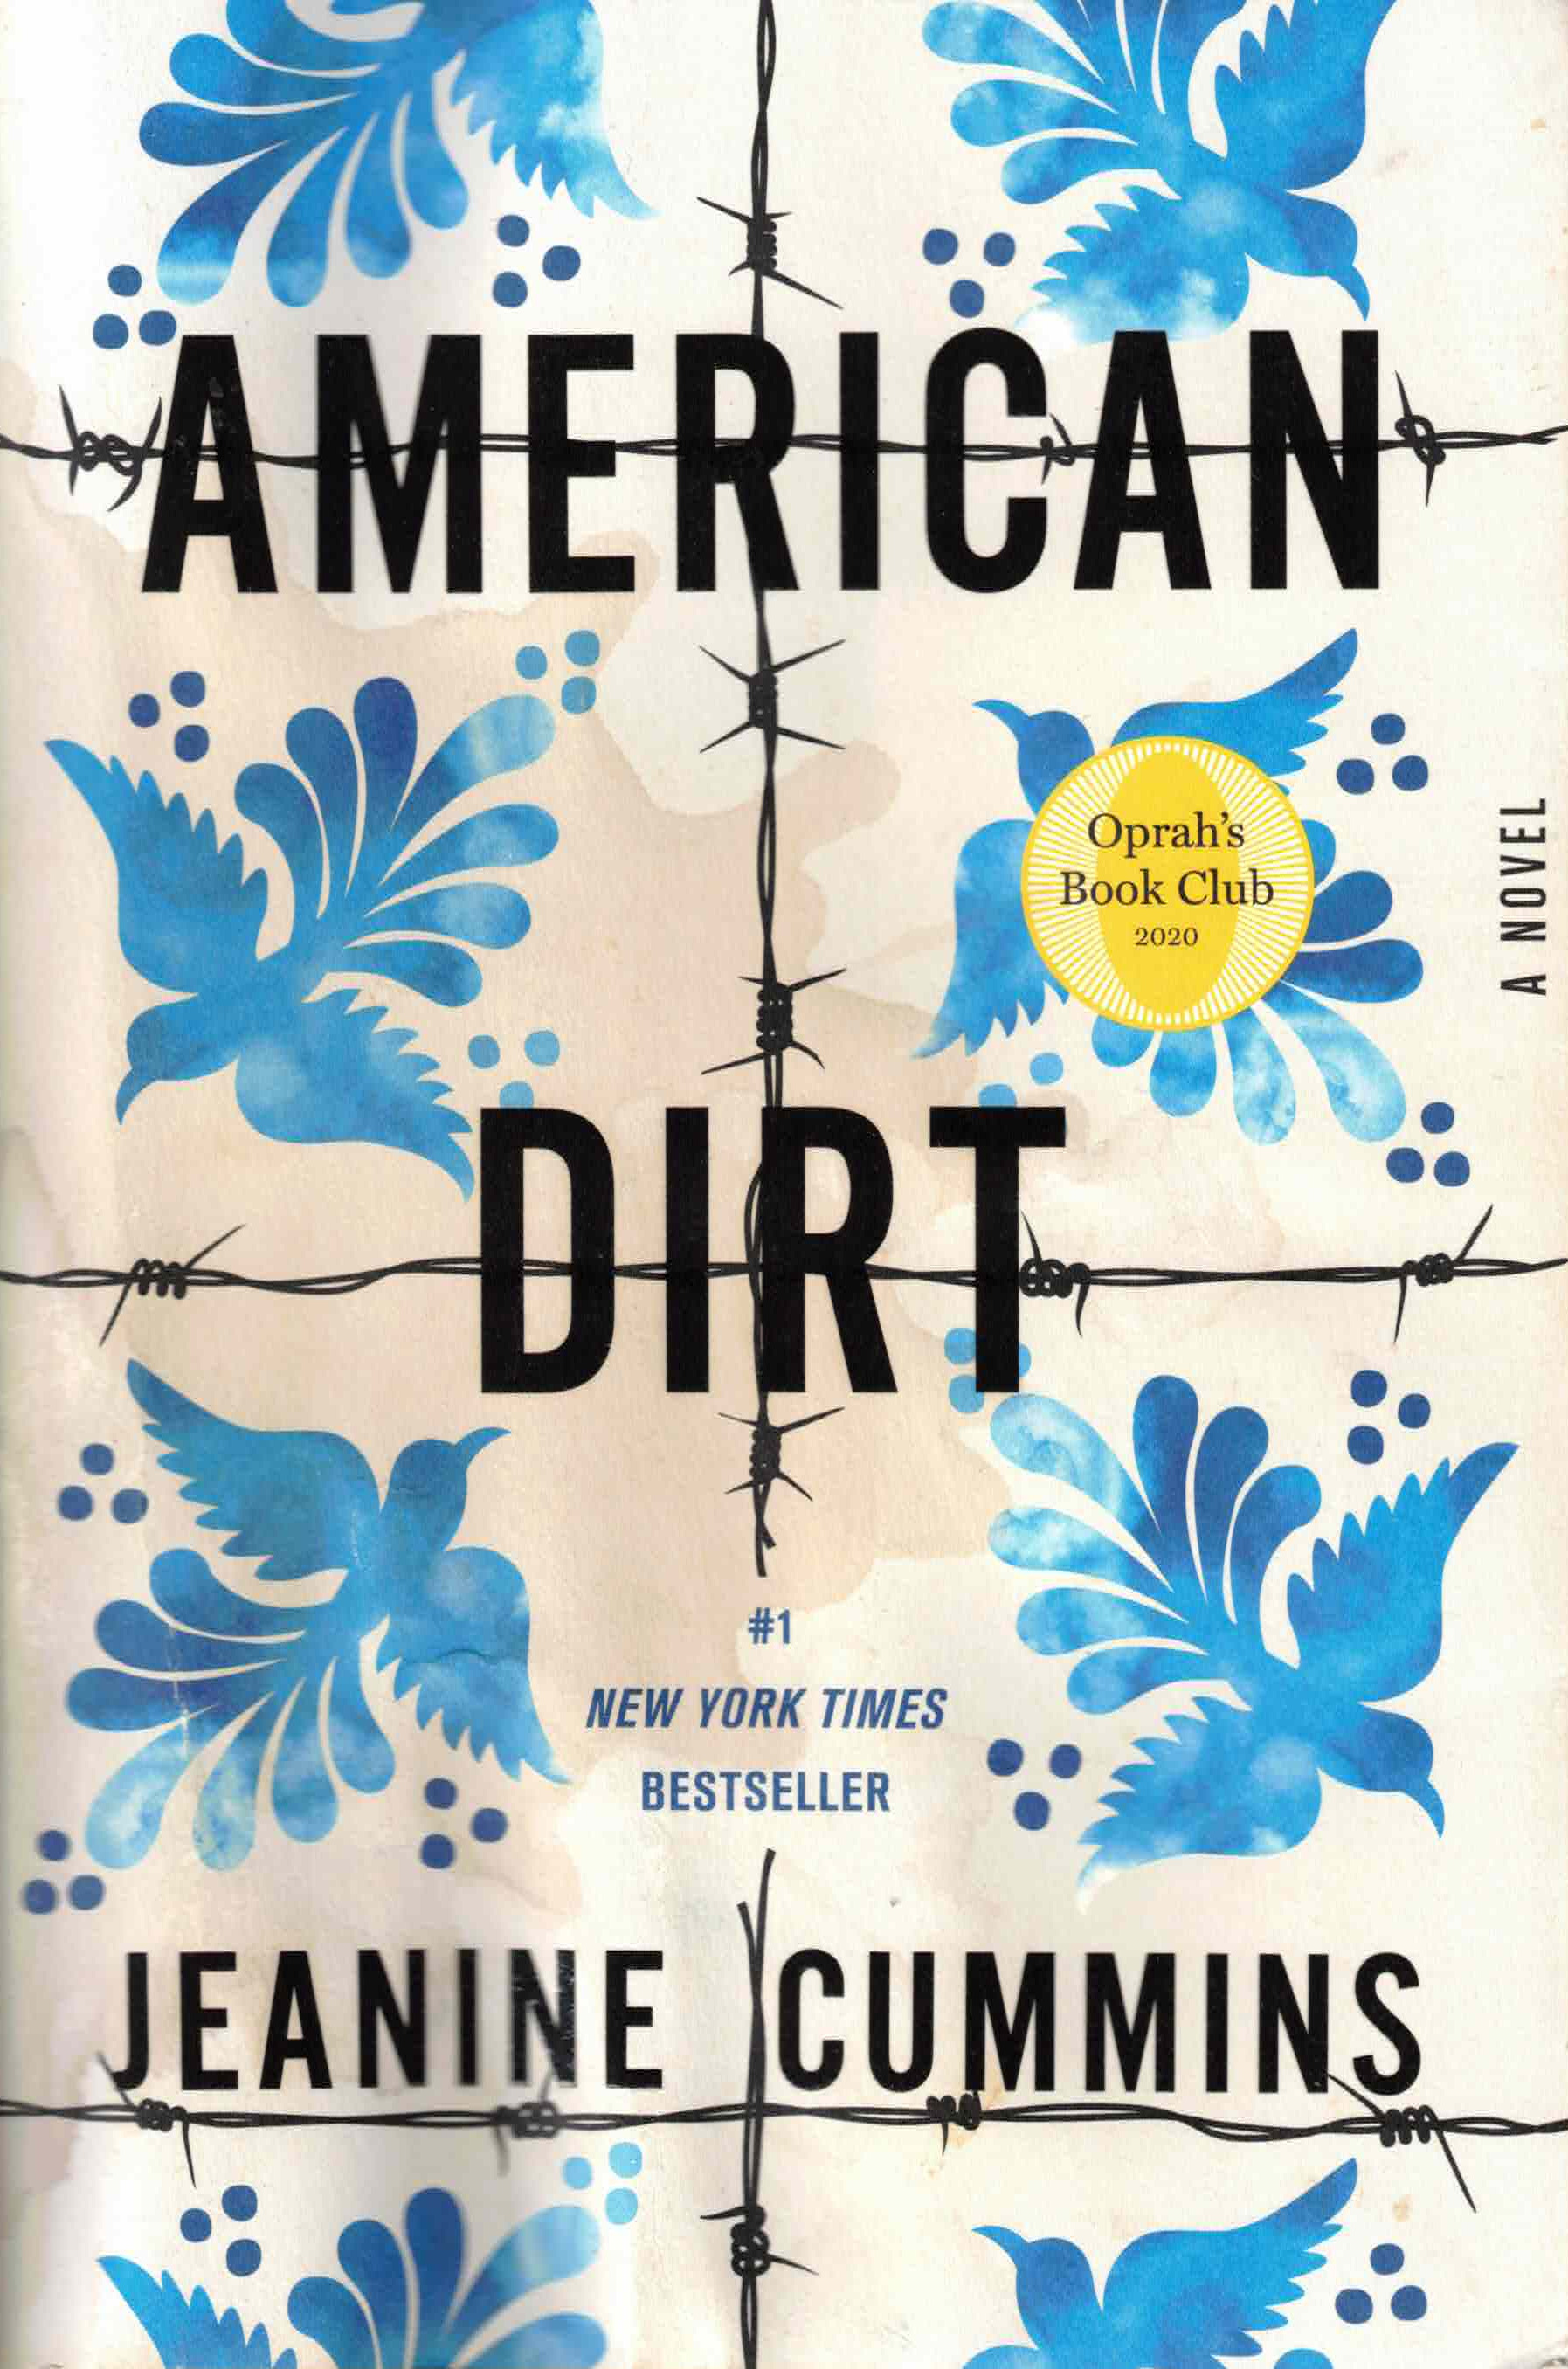 AMERICAN
Oprah's
Book Club
2020
A NOVEL
DIRT
#1
NEW YORK TIMES
BESTSELLER
JEANINE CUMMINS